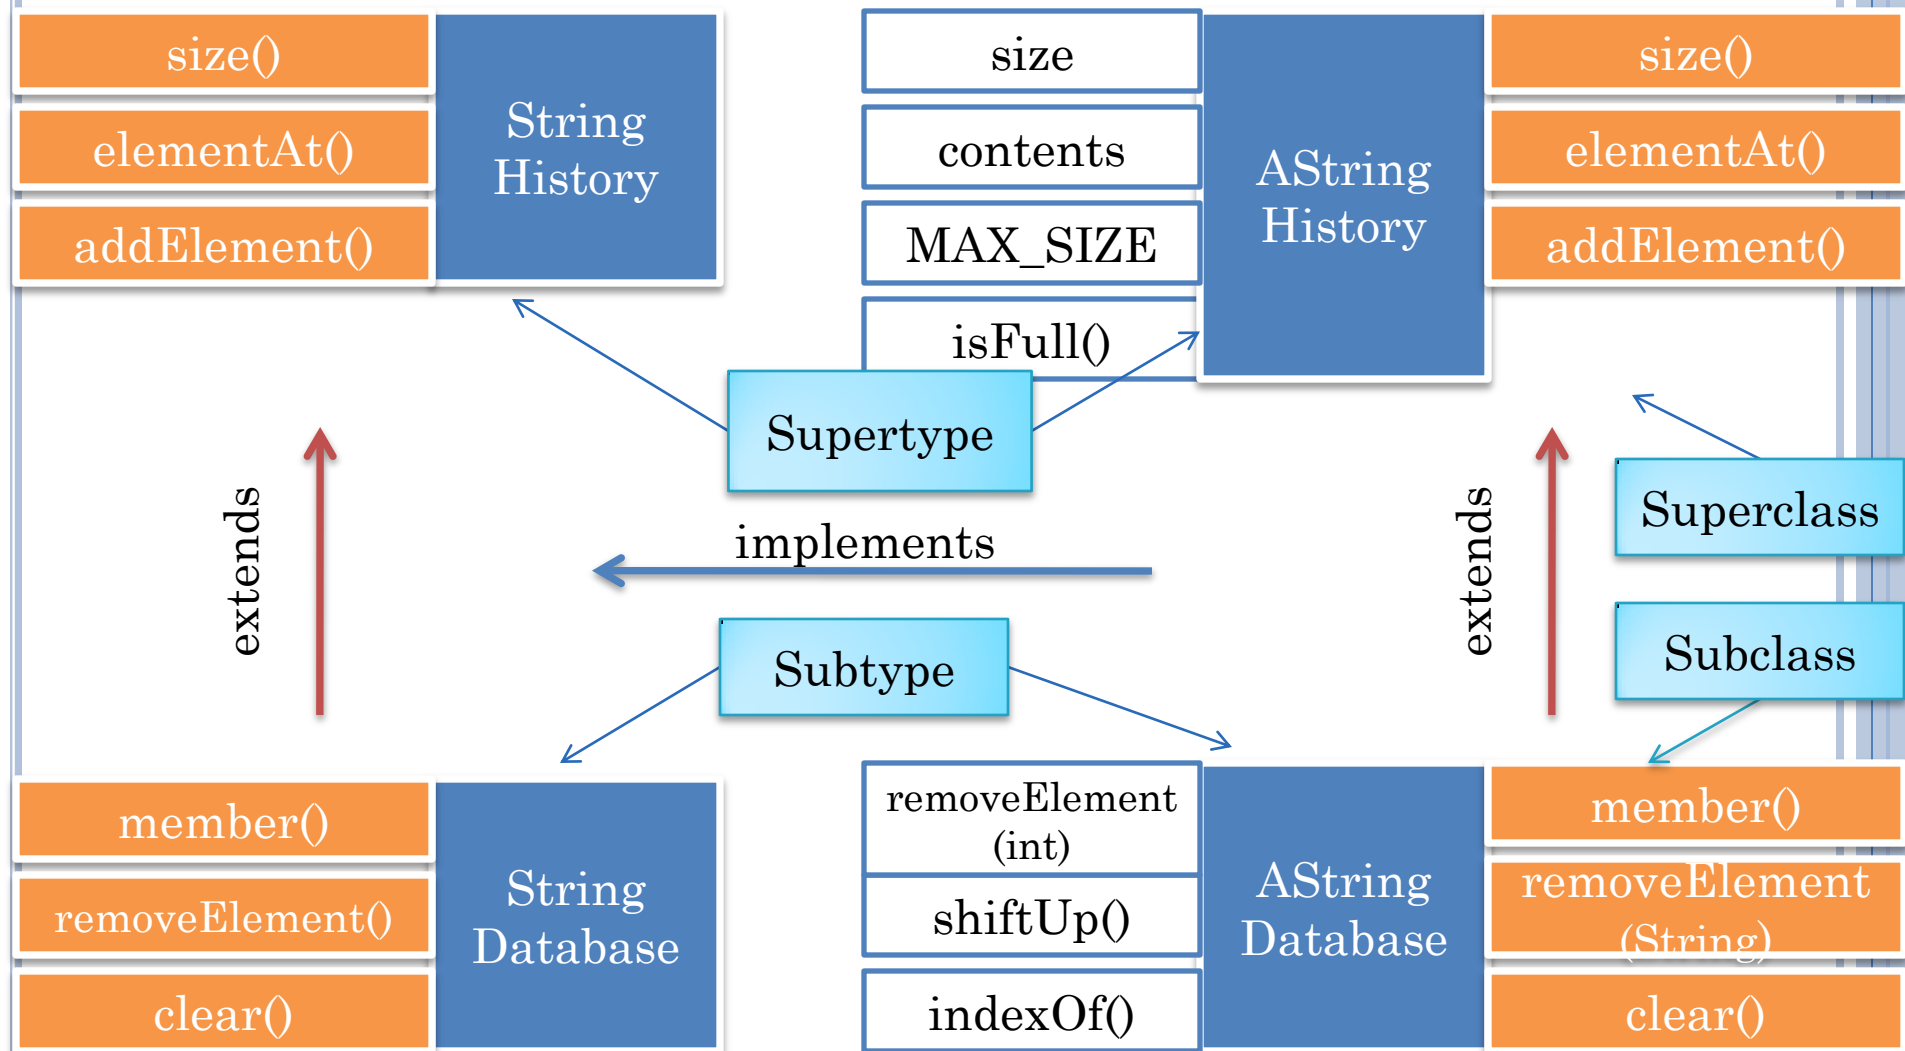 size()
elementAt()
addElement()
String
History
size
contents
MAX_SIZE
isFull()
AString
History
size()
elementAt()
addElement()
Supertype
extends
implements
extends
Superclass
Subtype
Subclass
member()
removeElement()
clear()
String
Database
removeElement
(int)
shiftUp()
indexOf()
AString
Database
member()
removeElement
(String)
clear()